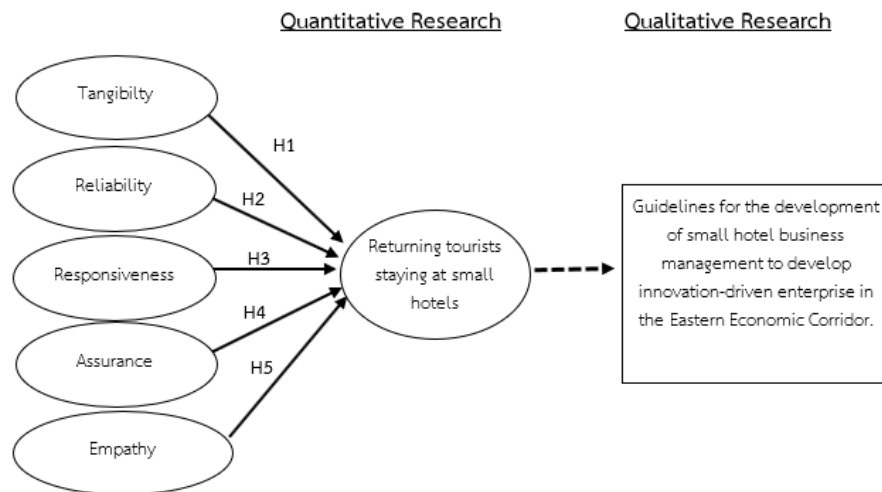 Quantitative Research
Qualitative Research
Tangibilty
H1
Reliability
H2
Responsiveness
H3
Assurance
H4
Empathy
H5
Returning tourists
staying at small
hotels
Guidelines for the development
of small hotel business
management to develop
innovation-driven enterprise in
the Eastern Economic Corridor.